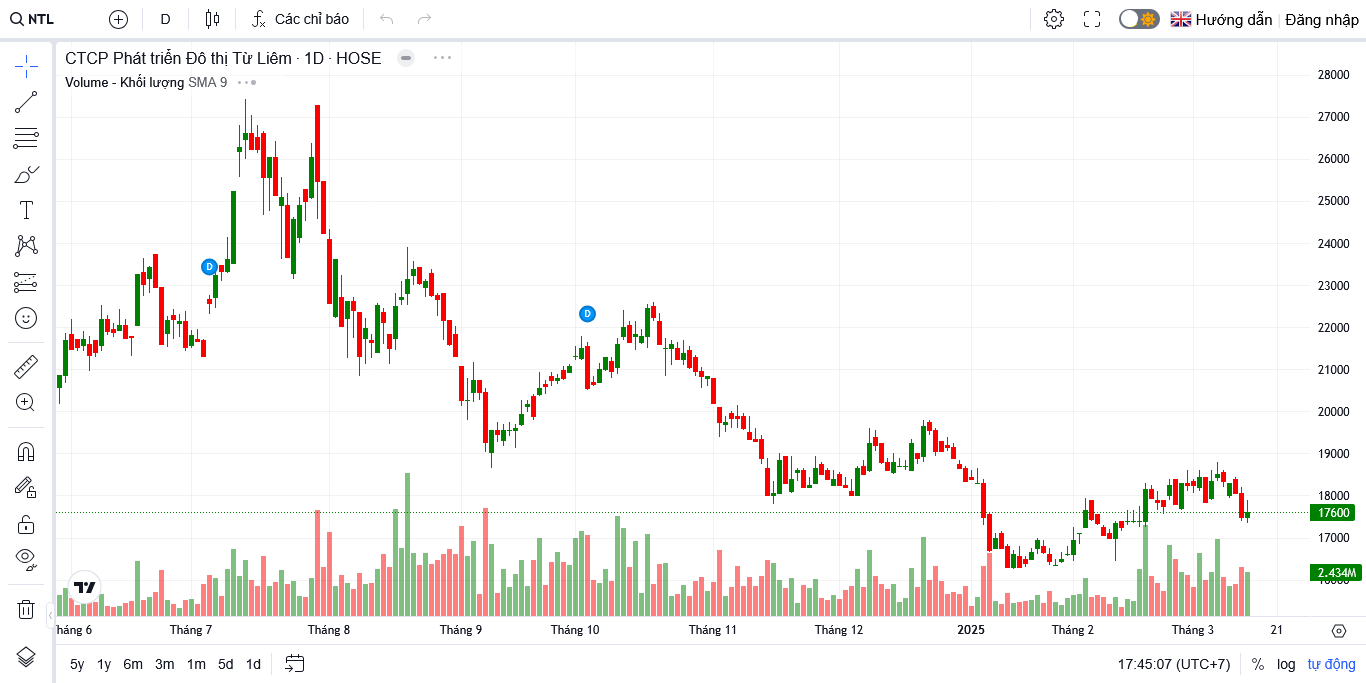 NTL D Các chỉ báo Hướng dẫn Đăng nhập
CTCP Phát triển Đô thị Từ Liêm · 1D · HOSE
Volume - Khối lượng SMA 9
28000
27000
26000
25000
24000
23000
22000
21000
20000
19000
18000
17600
17000
2.434M
D
D
T
háng 6 Tháng 7 Tháng 8 Tháng 9 Tháng 10 Tháng 11 Tháng 12 2025 Tháng 2 Tháng 3 21
5y 1y 6m 3m 1m 5d 1d 17:45:07 (UTC+7) % log tự động